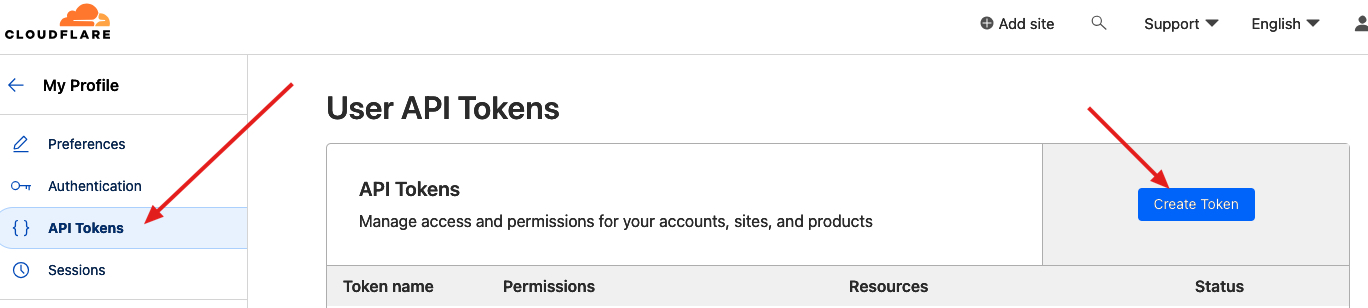 CLOUDFLARE
Add site
Support
English
My Profile
Preferences
Authentication
API Tokens
Sessions
User API Tokens
API Tokens
Manage access and permissions for your accounts, sites, and products
Create Token
Token name Permissions Resources Status